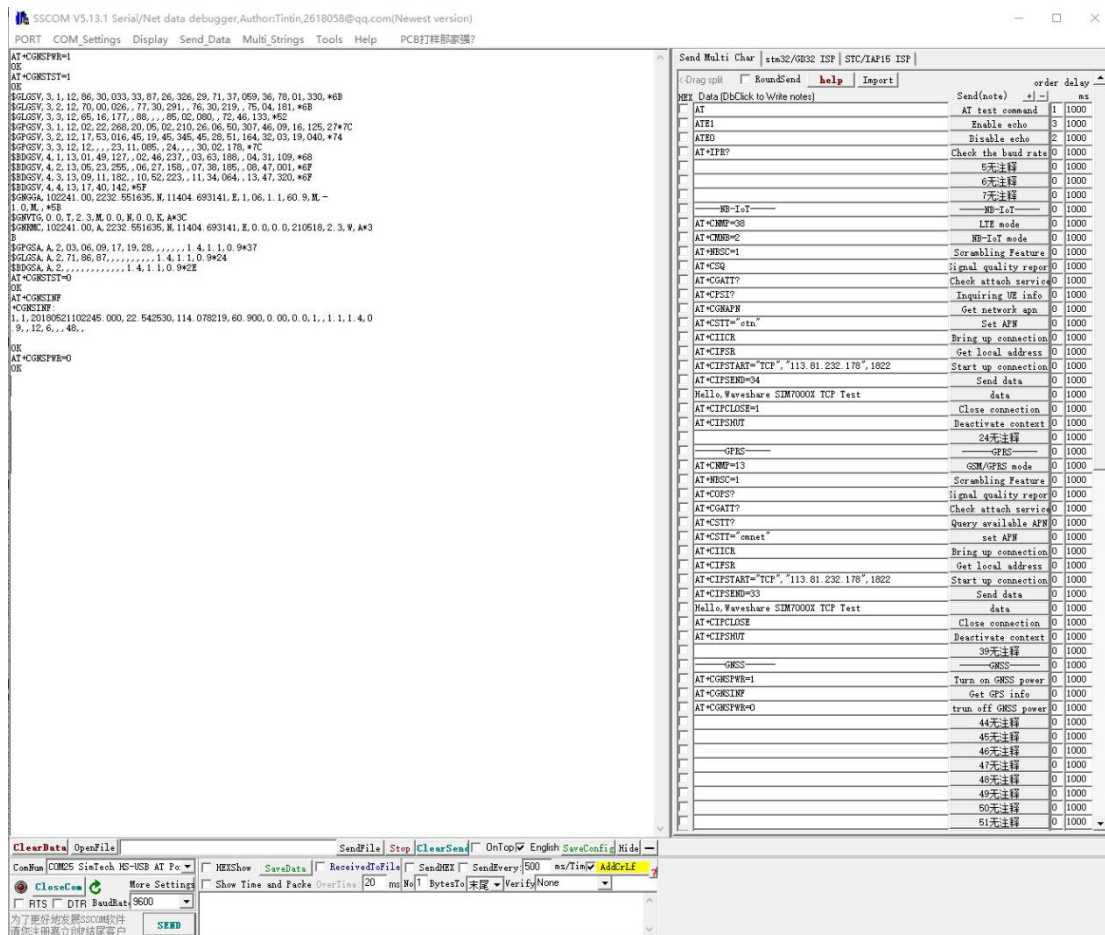 SSCOM V5.13.1 Serial/Net data debugger,Author:Tintin,2618058@qq.com(Newest version)
PORT COM_Settings Display Send_Data Multi_Strings Tools Help PCB打样那家强?
AT+CGNSPWR=1
OK
AT+CGNSTST=1
OK
$GLGSV,3,1,12,86,30,033,33,87,26,326,29,71,37,059,36,78,01,330,*6B
$GLGSV,3,2,12,70,00,026,,77,30,291,,76,30,219,,75,04,181,*6B
$GLGSV,3,3,12,65,16,177,,88,,,,85,02,080,,72,46,133,*52
$GPGSV,3,1,12,02,22,268,20,05,02,210,26,06,50,307,46,09,16,125,27*7C
$GPGSV,3,2,12,17,53,016,45,19,45,345,45,28,51,164,32,03,19,040,*74
$GPGSV,3,3,12,12,,,,23,11,085,,24,,,,30,02,178,*7C
$BDGSV,4,1,13,01,49,127,,02,46,237,,03,63,188,,04,31,109,*68
$BDGSV,4,2,13,05,23,255,,06,27,158,,07,38,185,,08,47,001,*6F
$BDGSV,4,3,13,09,11,182,,10,52,223,,11,34,064,,13,47,320,*6F
$BDGSV,4,4,13,17,40,142,*5F
$GNGGA,102241.00,2232.551635,N,11404.693141,E,1,06,1.1,60.9,M,-
1.0,M,,*5B
$GNVTG,0.0,T,2.3,M,0.0,N,0.0,K,A*3C
$GNRMC,102241.00,A,2232.551635,N,11404.693141,E,0.0,0.0,210518,2.3,W,A*3
B
$GPGSA,A,2,03,06,09,17,19,28,,,,,,,1.4,1.1,0.9*37
$GLGSA,A,2,71,86,87,,,,,,,,,,1.4,1.1,0.9*24
$BDGSA,A,2,,,,,,,,,,,,,1.4,1.1,0.9*2E
AT+CGNSTST=0
OK
AT+CGNSINF
+CGNSINF:
1,1,20180521102245.000,22.542530,114.078219,60.900,0.00,0.0,1,,1.1,1.4,0
.9,,12,6,,,48,,
OK
AT+CGNSPWR=0
OK
Send Multi Char stm32/GD32 ISP STC/IAP15 ISP
<-Drag split RoundSend help Import order delay
HEX Data(DbClick to Write notes) Send(note) +| -| ms
AT AT test command 1 1000
ATE1 Enable echo 3 1000
ATE0 Disable echo 2 1000
AT+IPR? Check the baud rate 0 1000
5无注释 0 1000
6无注释 0 1000
7无注释 0 1000
——NB-IoT—— ——NB-IoT—— 0 1000
AT+CNMP=38 LTE mode 0 1000
AT+CMNB=2 NB-IoT mode 0 1000
AT+NBSC=1 Scrambling Feature 0 1000
AT+CSQ Signal quality repor 0 1000
AT+CGATT? Check attach service 0 1000
AT+CPSI? Inquiring UE info 0 1000
AT+CGNAPN Get network apn 0 1000
AT+CSTT="ctn" Set APN 0 1000
AT+CIICR Bring up connection 0 1000
AT+CIFSR Get local address 0 1000
AT+CIPSTART="TCP","113.81.232.178",1822 Start up connection 0 1000
AT+CIPSEND=34 Send data 0 1000
Hello,Waveshare SIM7000X TCP Test data 0 1000
AT+CIPCLOSE=1 Close connection 0 1000
AT+CIPSHUT Deactivate context 0 1000
24无注释 0 1000
——GPRS—— ——GPRS—— 0 1000
AT+CNMP=13 GSM/GPRS mode 0 1000
AT+NBSC=1 Scrambling Feature 0 1000
AT+COPS? Signal quality repor 0 1000
AT+CGATT? Check attach service 0 1000
AT+CSTT? Query available APN 0 1000
AT+CSTT="cmnet" set APN 0 1000
AT+CIICR Bring up connection 0 1000
AT+CIFSR Get local address 0 1000
AT+CIPSTART="TCP","113.81.232.178",1822 Start up connection 0 1000
AT+CIPSEND=33 Send data 0 1000
Hello,Waveshare SIM7000X TCP Test data 0 1000
AT+CIPCLOSE Close connection 0 1000
AT+CIPSHUT Deactivate context 0 1000
39无注释 0 1000
——GNSS—— ——GNSS—— 0 1000
AT+CGNSPWR=1 Turn on GNSS power 0 1000
AT+CGNSINF Get GPS info 0 1000
AT+CGNSPWR=0 trun off GNSS power 0 1000
44无注释 0 1000
45无注释 0 1000
46无注释 0 1000
47无注释 0 1000
48无注释 0 1000
49无注释 0 1000
50无注释 0 1000
51无注释 0 1000
ClearData OpenFile SendFile Stop ClearSend OnTop English SaveConfig Hide —
ComNum COM25 SimTech HS-USB AT Po: HEXShow SaveData ReceivedToFile SendHEX SendEvery: 500 ms/Tim AddCrLf
CloseCom More Settings Show Time and Packe OverTime: 20 ms No 1 BytesTo 末尾 Verify None
RTS DTR BaudRat: 9600
为了更好地发展SSCOM软件
请您注册嘉立创结尾客户
SEND